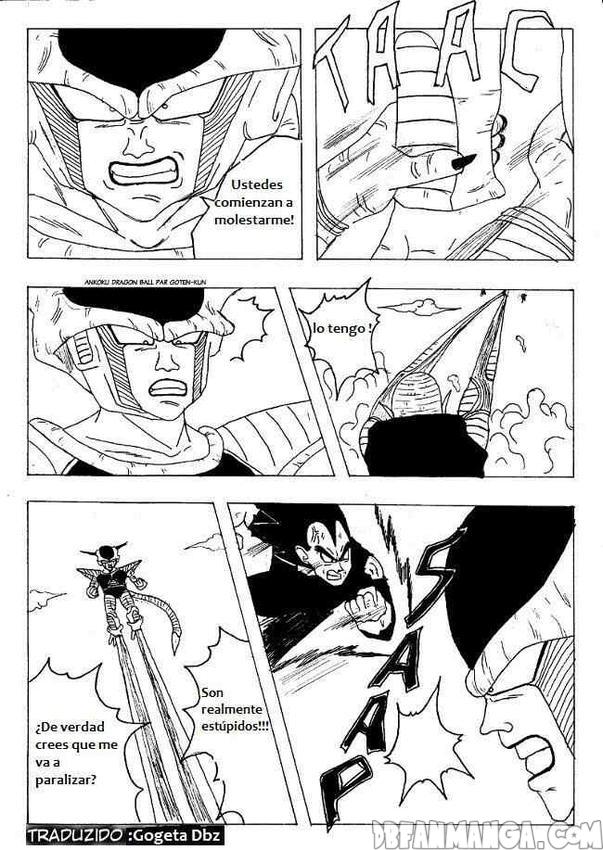 Ustedes
comienzan a
molestarme!
TAAC
ANKOKU DRAGON BALL PAR GOTEN-KUN
lo tengo !
¿De verdad
crees que me
va a
paralizar?
Son
realmente
estúpidos!!!
SAAP
TRADUZIDO :Gogeta Dbz
DBFANMANGA.COM